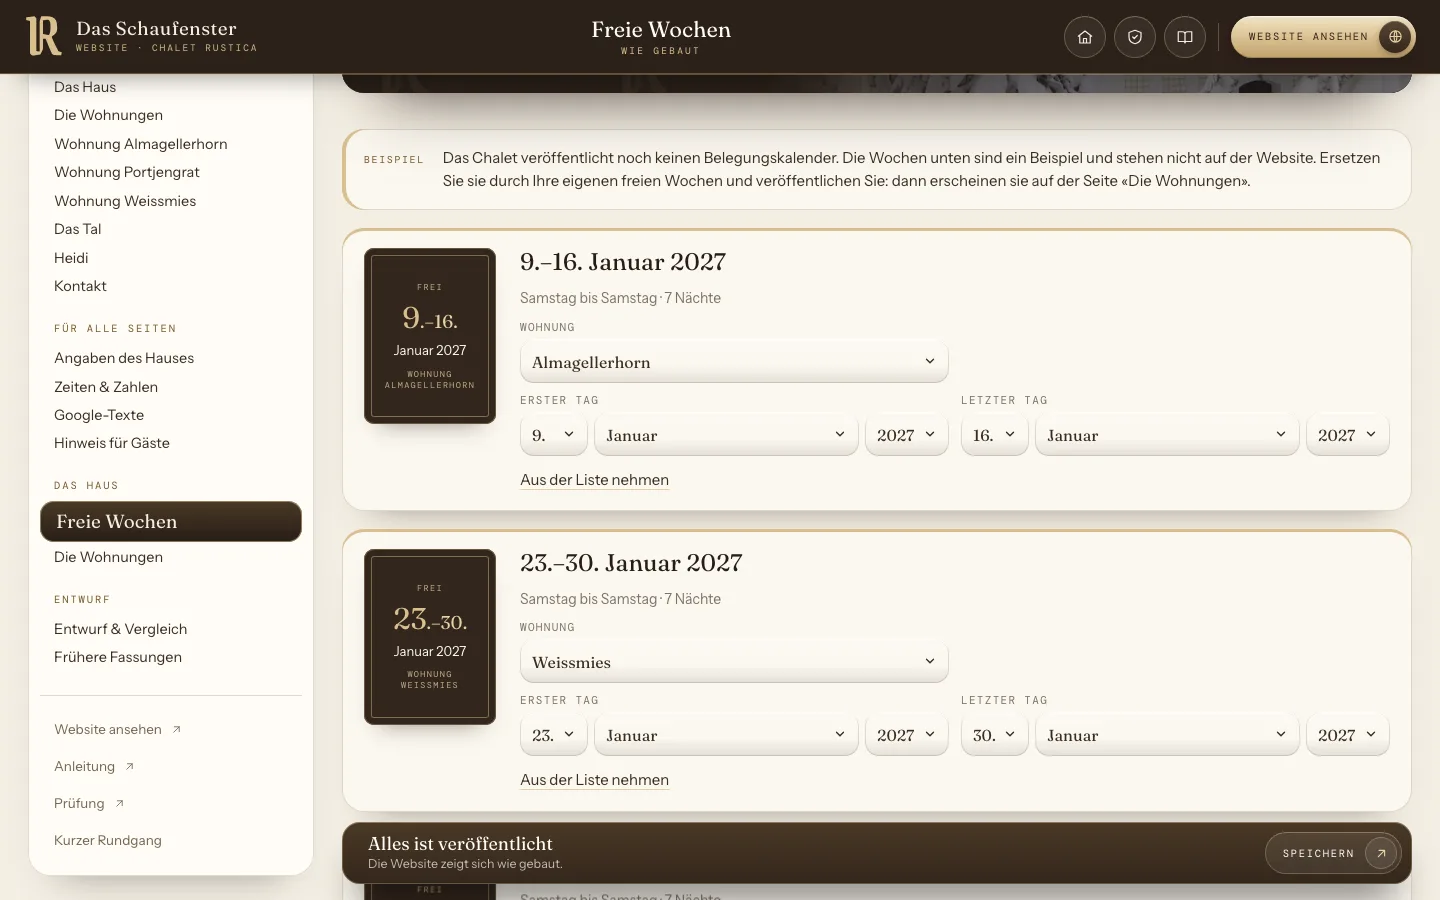 Das Schaufenster
WEBSITE · CHALET RUSTICA
Freie Wochen
WIE GEBAUT
WEBSITE ANSEHEN
Das Haus
Die Wohnungen
Wohnung Almagellerhorn
Wohnung Portjengrat
Wohnung Weissmies
Das Tal
Heidi
Kontakt
FÜR ALLE SEITEN
Angaben des Hauses
Zeiten & Zahlen
Google-Texte
Hinweis für Gäste
DAS HAUS
Freie Wochen
Die Wohnungen
ENTWURF
Entwurf & Vergleich
Frühere Fassungen
Website ansehen
Anleitung
Prüfung
Kurzer Rundgang
BEISPIEL
Das Chalet veröffentlicht noch keinen Belegungskalender. Die Wochen unten sind ein Beispiel und stehen nicht auf der Website. Ersetzen
Sie sie durch Ihre eigenen freien Wochen und veröffentlichen Sie: dann erscheinen sie auf der Seite «Die Wohnungen».
FREI
9.–16.
Januar 2027
WOHNUNG
ALMAGELLERHORN
9.–16. Januar 2027
Samstag bis Samstag · 7 Nächte
WOHNUNG
Almagellerhorn
ERSTER TAG
LETZTER TAG
9. Januar 2027 16. Januar 2027
Aus der Liste nehmen
FREI
23.–30.
Januar 2027
WOHNUNG
WEISSMIES
23.–30. Januar 2027
Samstag bis Samstag · 7 Nächte
WOHNUNG
Weissmies
ERSTER TAG
LETZTER TAG
23. Januar 2027 30. Januar 2027
Aus der Liste nehmen
Alles ist veröffentlicht
Die Website zeigt sich wie gebaut.
SPEICHERN
FREI
Samstag bis Samstag · 7 Nächte